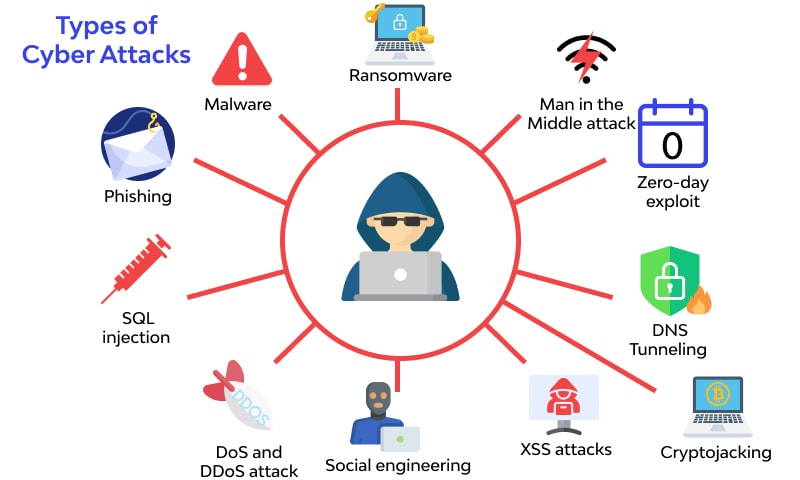 Types of
Cyber Attacks
Malware
Ransomware
Man in the
Middle attack
0
Zero-day
exploit
Phishing
SQL
injection
DNS
Tunneling
DDOS
DoS and
DDoS attack
Social engineering
XSS attacks
Cryptojacking